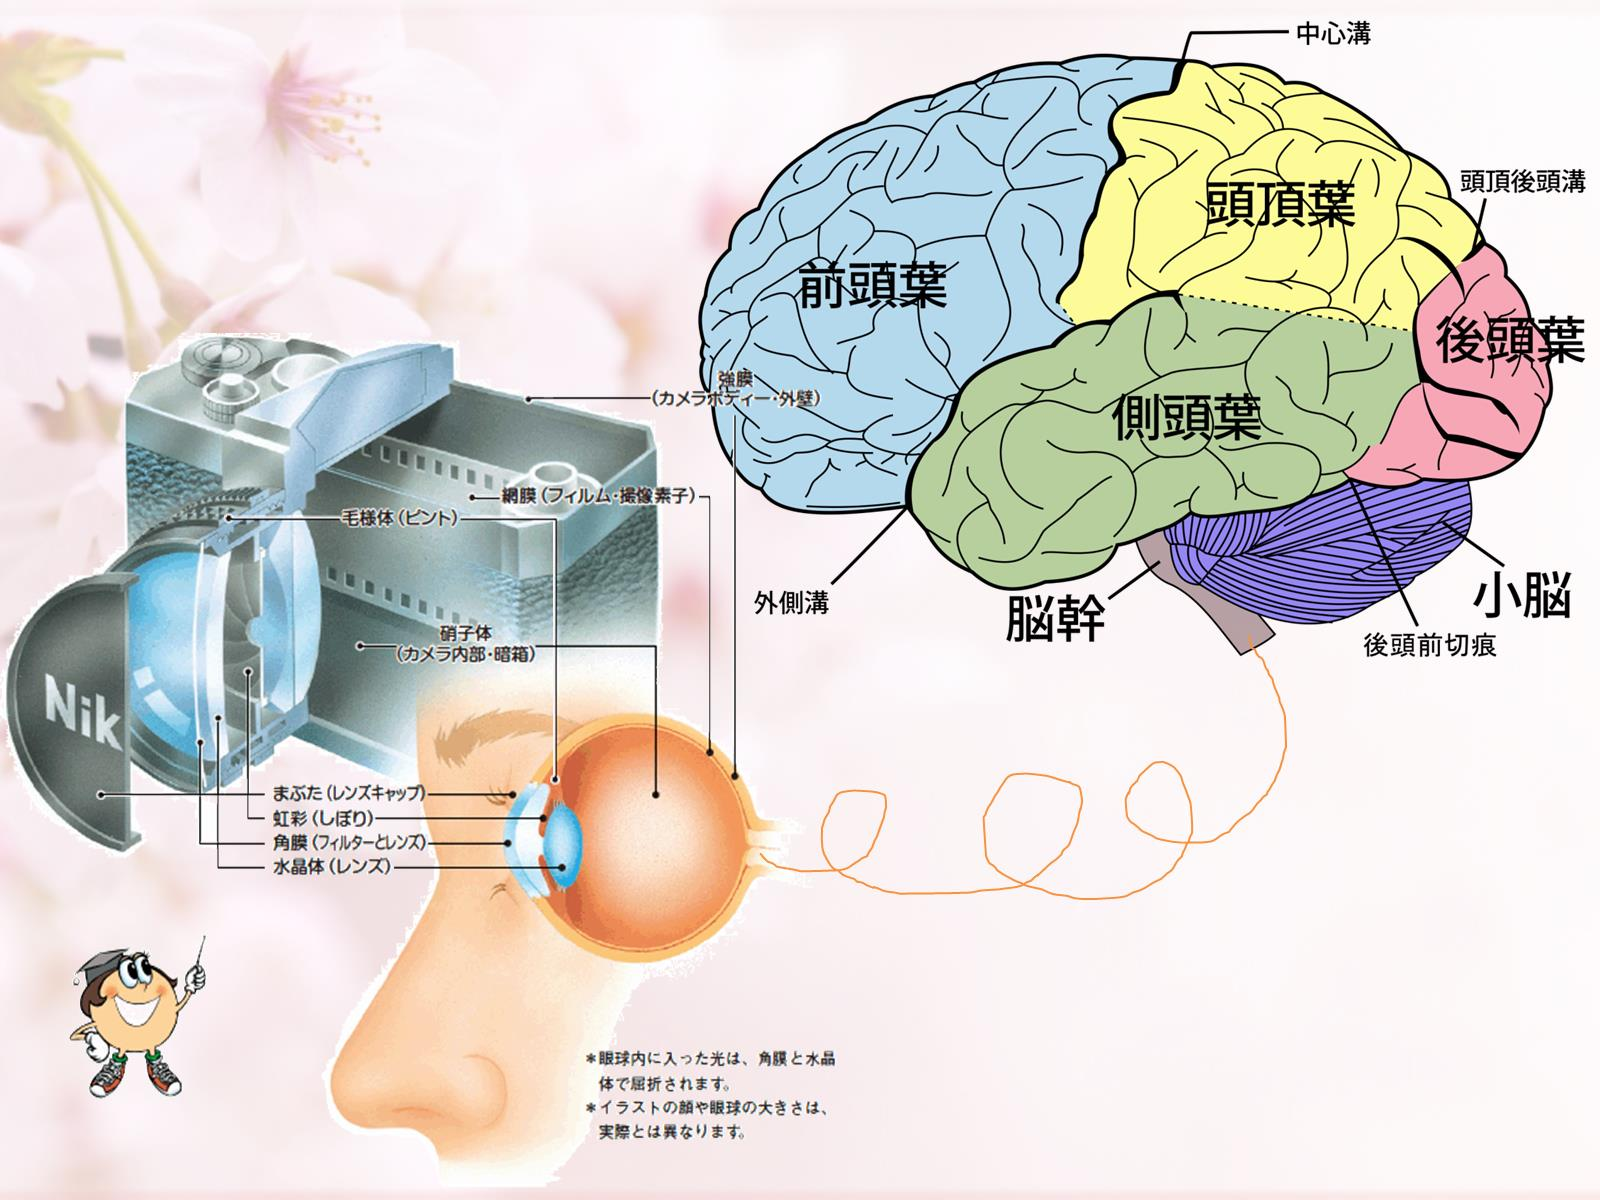 中心溝
頭頂後頭溝
頭頂葉
前頭葉
後頭葉
側頭葉
外側溝
脳幹
小脳
後頭前切痕
強膜
(カメラボディー・外壁)
網膜(フィルム・撮像素子)
毛様体(ピント)
硝子体
(カメラ内部・暗箱)
Nik
まぶた(レンズキャップ)
虹彩(しぼり)
角膜(フィルターとレンズ)
水晶体(レンズ)
*眼球内に入った光は、角膜と水晶
体で屈折されます。
*イラストの顔や眼球の大きさは、
実際とは異なります。